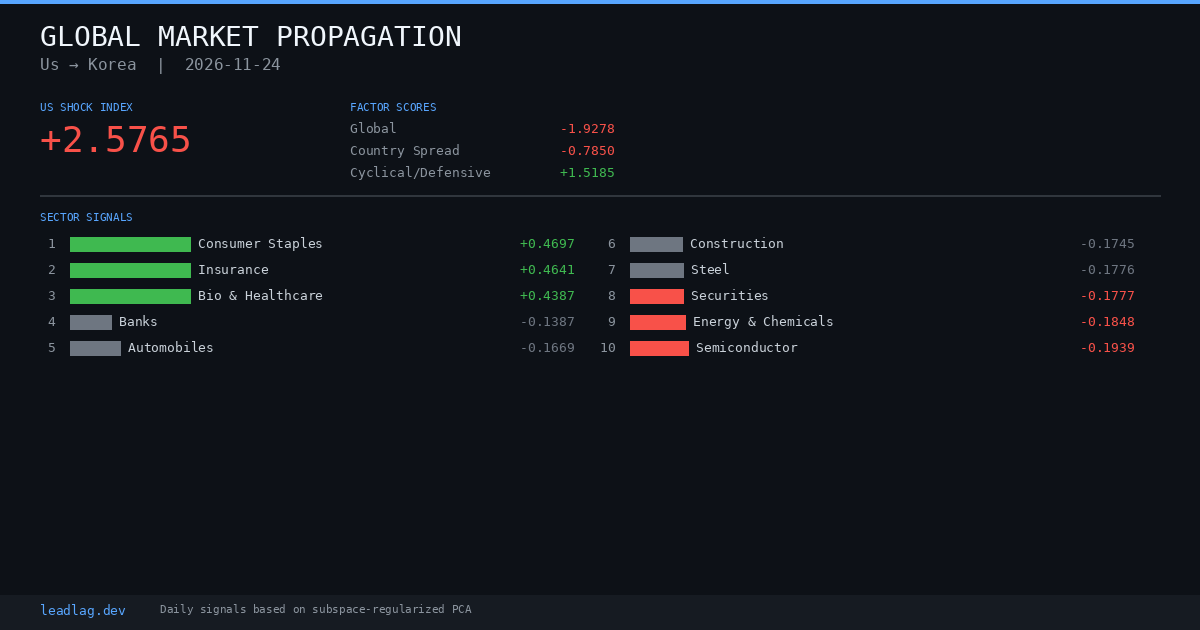 GLOBAL MARKET PROPAGATION
Us → Korea | 2026-11-24
US SHOCK INDEX
+2.5765
FACTOR SCORES
Global -1.9278
Country Spread -0.7850
Cyclical/Defensive +1.5185
SECTOR SIGNALS
1 Consumer Staples +0.4697
2 Insurance +0.4641
3 Bio & Healthcare +0.4387
4 Banks -0.1387
5 Automobiles -0.1669
6 Construction -0.1745
7 Steel -0.1776
8 Securities -0.1777
9 Energy & Chemicals -0.1848
10 Semiconductor -0.1939
leadlag.dev Daily signals based on subspace-regularized PCA